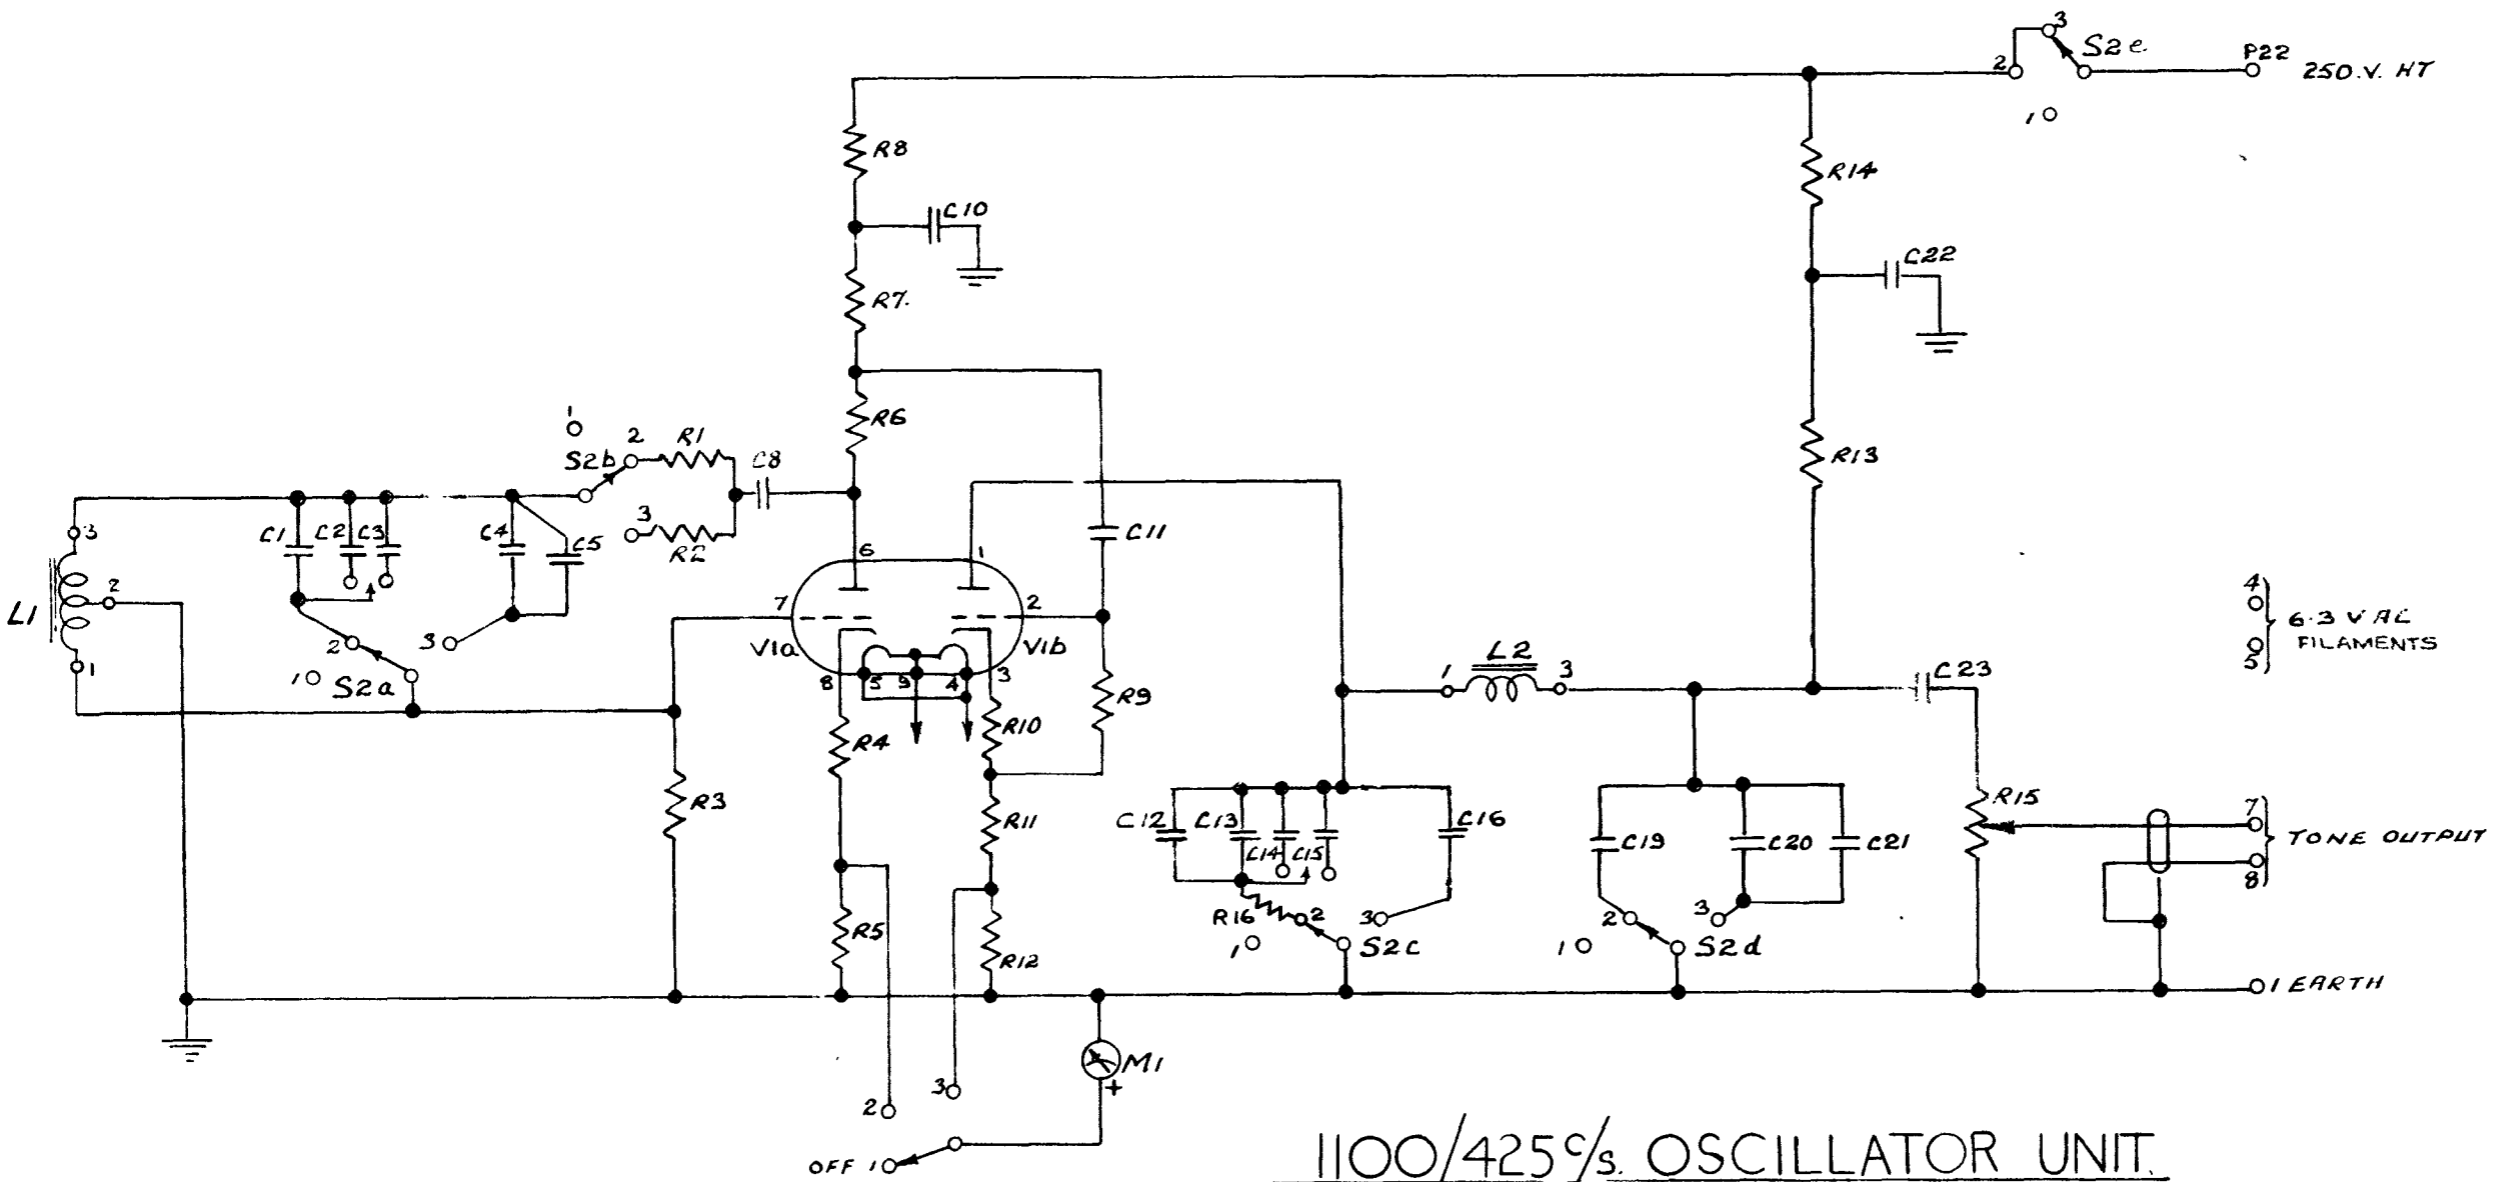 3
S2e.
P22
250.V. HT
2
1
R8
R14
C10
C22
R7.
R6
R13
1
2
R1
S2b
C8
3
R2
3
C1
C2
C3
C4
C5
C11
6
1
4
6.3 V AC
FILAMENTS
5
L1
2
7
2
V1a
V1b
2
3
1
1
S2a
8
5
9
4
3
R9
1
L2
3
C23
R4
R10
R3
R11
C12
C13
C14
C15
C16
C19
C20
C21
R15
7
TONE OUTPUT
8
R5
R12
R16
2
3
1
S2c
2
3
1
S2d
1 EARTH
M1
+
3
2
OFF 1
1100/425 c/s. OSCILLATOR UNIT.